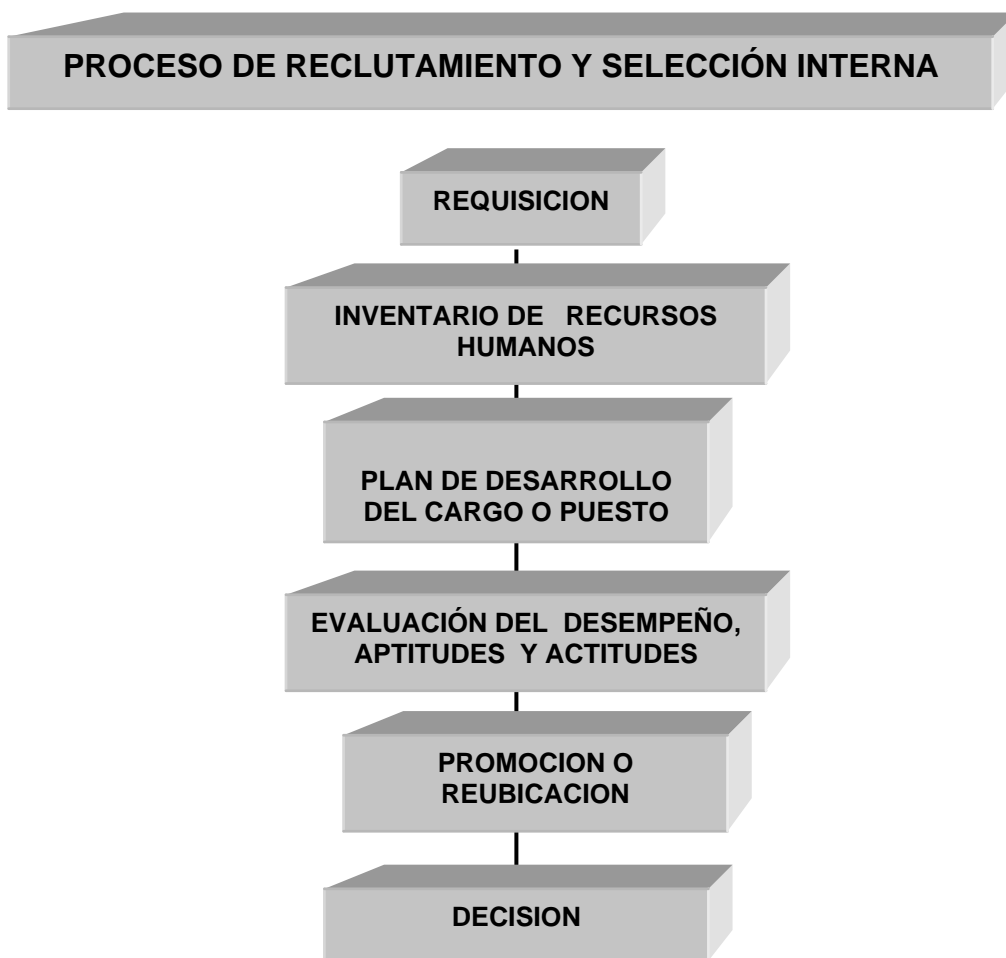 PROCESO DE RECLUTAMIENTO Y SELECCIÓN INTERNA
REQUISICION
INVENTARIO DE RECURSOS
HUMANOS
PLAN DE DESARROLLO
DEL CARGO O PUESTO
EVALUACIÓN DEL DESEMPEÑO,
APTITUDES Y ACTITUDES
PROMOCION O
REUBICACION
DECISION